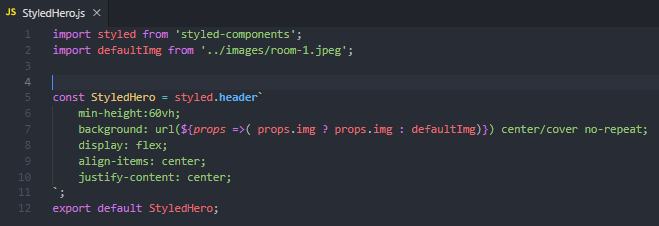 JS StyledHero.js ×
1 import styled from 'styled-components';
2 import defaultImg from '../images/room-1.jpeg';
3
4
5 const StyledHero = styled.header`
6 min-height:60vh;
7 background: url(${props =>( props.img ? props.img : defaultImg)}) center/cover no-repeat;
8 display: flex;
9 align-items: center;
10 justify-content: center;
11 `;
12 export default StyledHero;